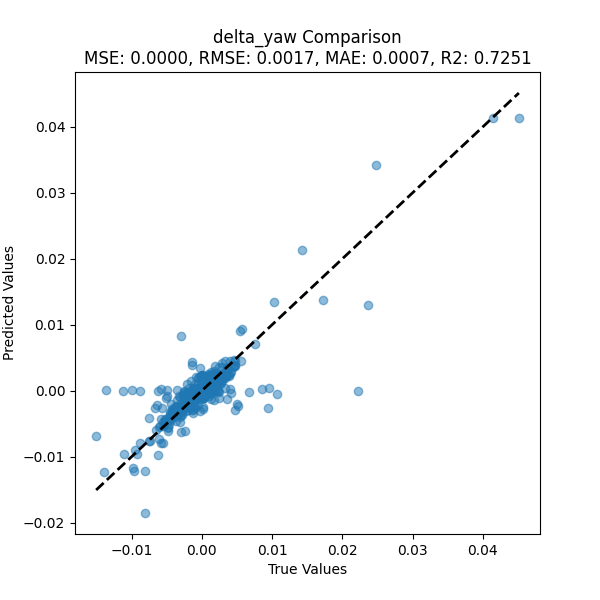 delta_yaw Comparison
MSE: 0.0000, RMSE: 0.0017, MAE: 0.0007, R2: 0.7251
Predicted Values
0.04
0.03
0.02
0.01
0.00
−0.01
−0.02
−0.01 0.00 0.01 0.02 0.03 0.04
True Values